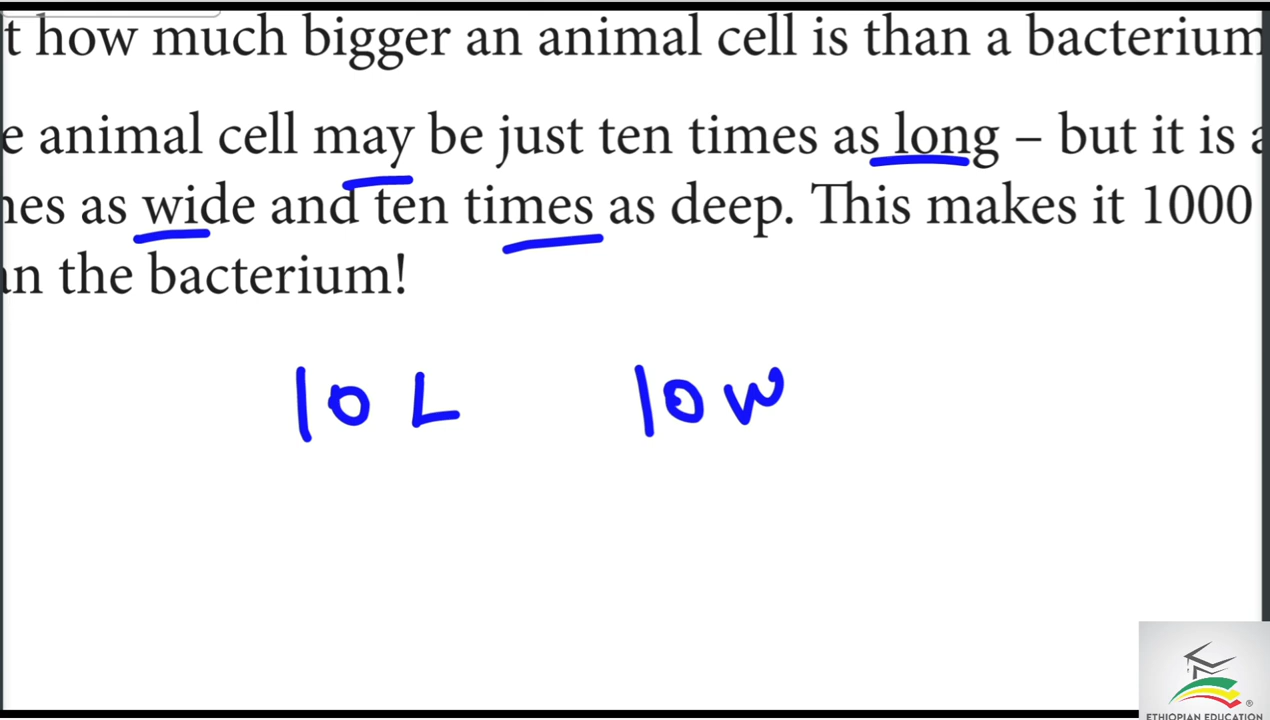 t how much bigger an animal cell is than a bacterium
e animal cell may be just ten times as long – but it is a
nes as wide and ten times as deep. This makes it 1000
an the bacterium!
10 L 10 W
ETHIOPIAN EDUCATION